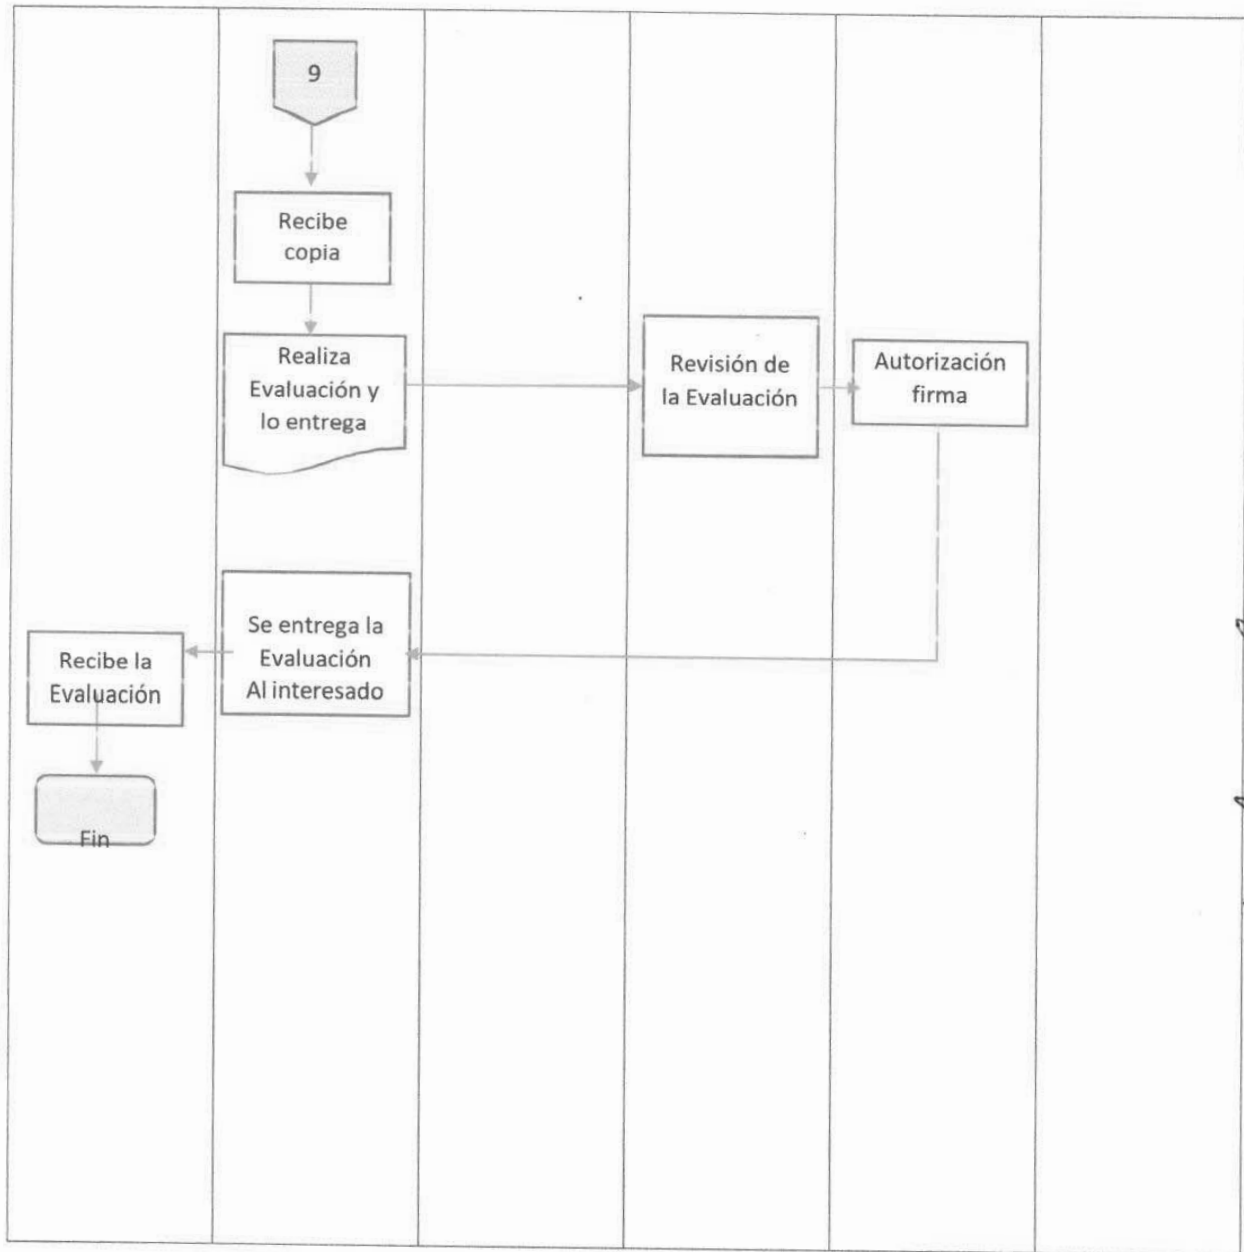 9
Recibe
copia
Realiza
Evaluación y
lo entrega
Revisión de
la Evaluación
Autorización
firma
Se entrega la
Evaluación
Al interesado
Recibe la
Evaluación
Fin